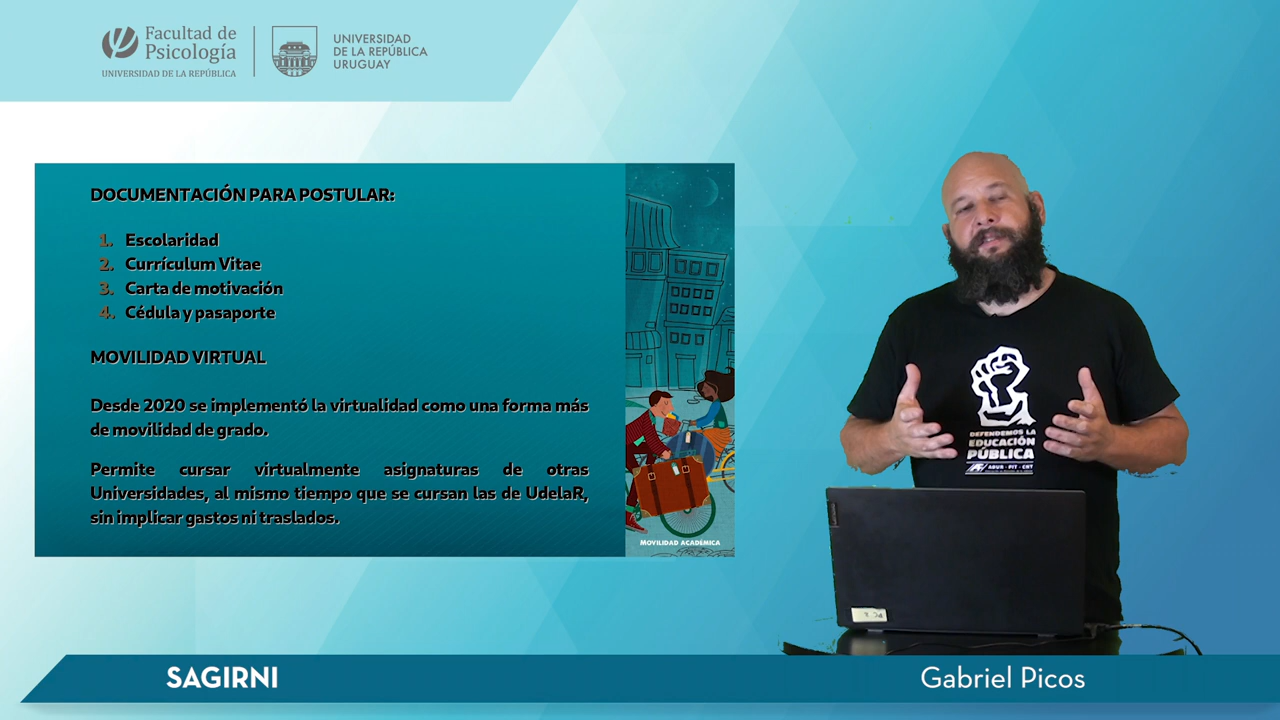 Facultad de
Psicología
UNIVERSIDAD DE LA REPÚBLICA
UNIVERSIDAD
DE LA REPÚBLICA
URUGUAY
DOCUMENTACIÓN PARA POSTULAR:
1. Escolaridad
2. Currículum Vitae
3. Carta de motivación
4. Cédula y pasaporte
MOVILIDAD VIRTUAL
Desde 2020 se implementó la virtualidad como una forma más
de movilidad de grado.
Permite cursar virtualmente asignaturas de otras
Universidades, al mismo tiempo que se cursan las de UdelaR,
sin implicar gastos ni traslados.
MOVILIDAD ACADÉMICA
DEFENDEMOS LA
EDUCACIÓN
PÚBLICA
SAGIRNI
Gabriel Picos